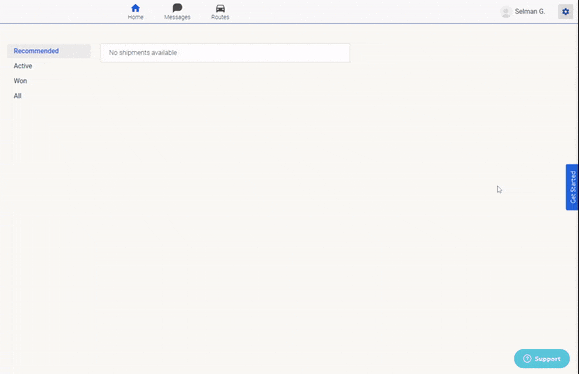 Home
Messages
Routes
Selman G.
Recommended
Active
Won
All
No shipments available
Get Started
Support